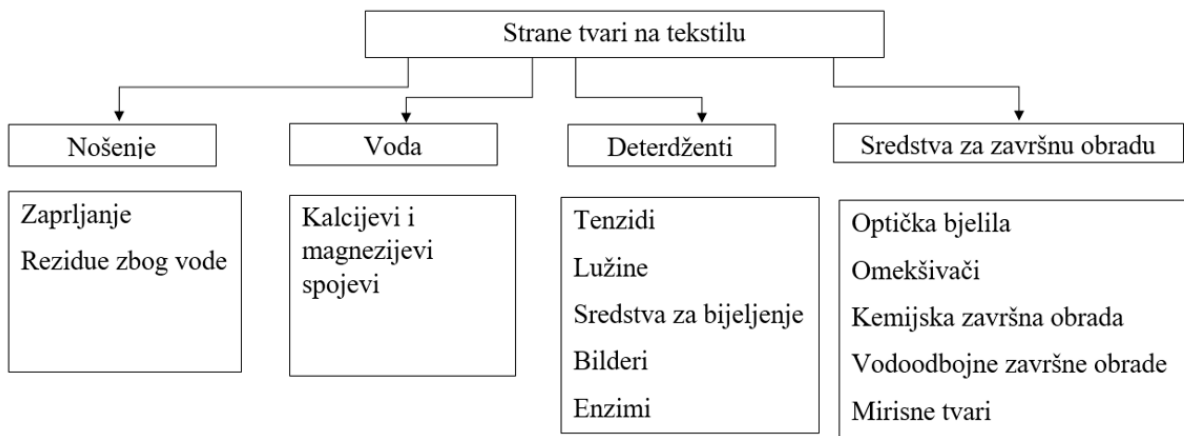 Strane tvari na tekstilu
Nošenje
Voda
Deterdženti
Sredstva za završnu obradu
Zaprljanje
Rezidue zbog vode
Kalcijevi i
magnezijevi
spojevi
Tenzidi
Lužine
Sredstva za bijeljenje
Bilderi
Enzimi
Optička bjelila
Omekšivači
Kemijska završna obrada
Vodoodbojne završne obrade
Mirisne tvari